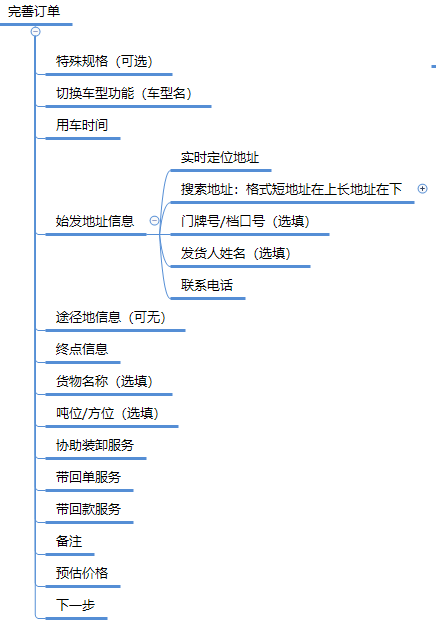 完善订单
特殊规格（可选）
切换车型功能（车型名）
用车时间
始发地址信息
实时定位地址
搜索地址：格式短地址在上长地址在下
门牌号/档口号（选填）
发货人姓名（选填）
联系电话
途径地信息（可无）
终点信息
货物名称（选填）
吨位/方位（选填）
协助装卸服务
带回单服务
带回款服务
备注
预估价格
下一步